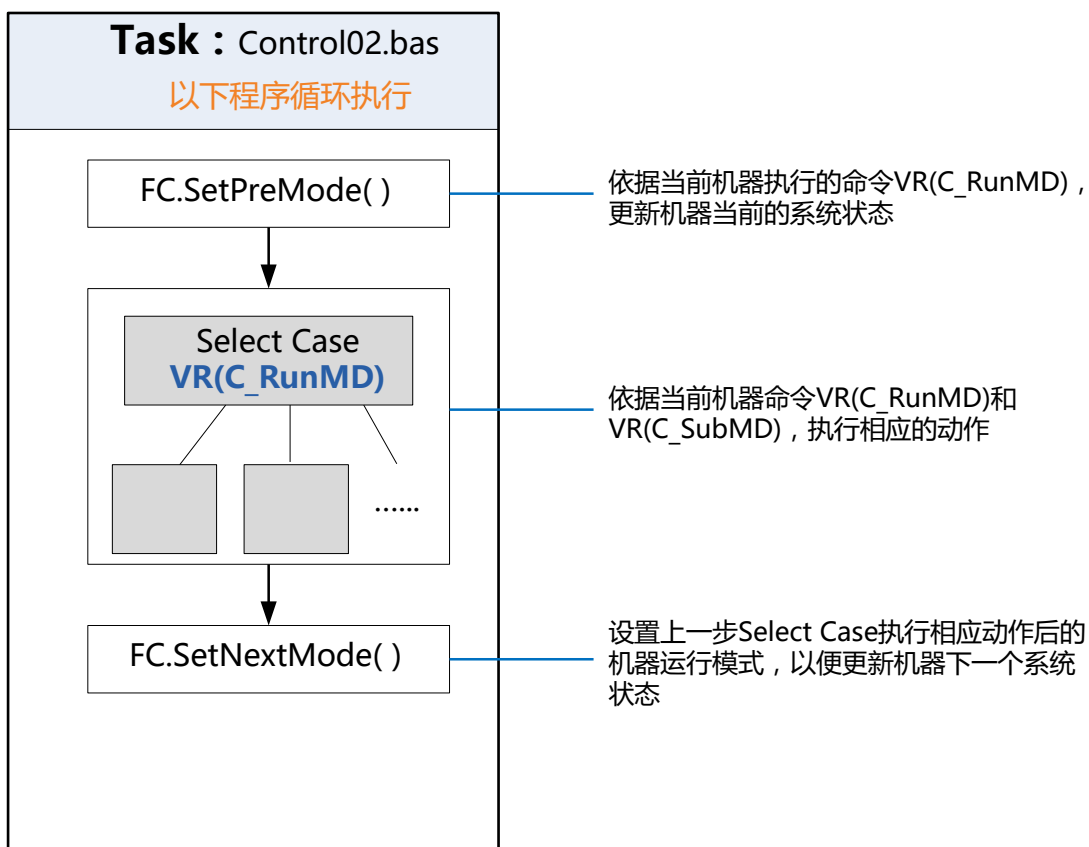 Task：Control02.bas
以下程序循环执行
FC.SetPreMode( )
依据当前机器执行的命令VR(C_RunMD)，
更新机器当前的系统状态
Select Case
VR(C_RunMD)
......
依据当前机器命令VR(C_RunMD)和
VR(C_SubMD)，执行相应的动作
FC.SetNextMode( )
设置上一步Select Case执行相应动作后的
机器运行模式，以便更新机器下一个系统
状态